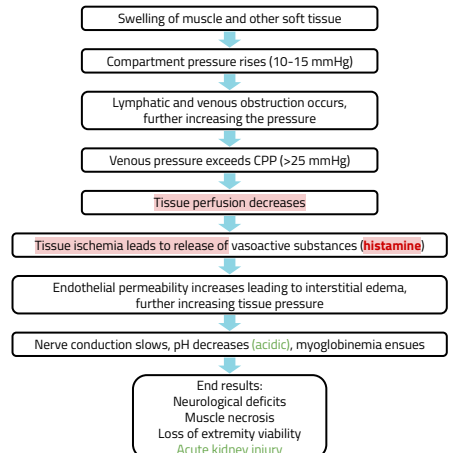 Swelling of muscle and other soft tissue
Compartment pressure rises (10-15 mmHg)
Lymphatic and venous obstruction occurs,
further increasing the pressure
Venous pressure exceeds CPP (>25 mmHg)
Tissue perfusion decreases
Tissue ischemia leads to release of vasoactive substances (histamine)
Endothelial permeability increases leading to interstitial edema,
further increasing tissue pressure
Nerve conduction slows, pH decreases (acidic), myoglobinemia ensues
End results:
Neurological deficits
Muscle necrosis
Loss of extremity viability
Acute kidney injury